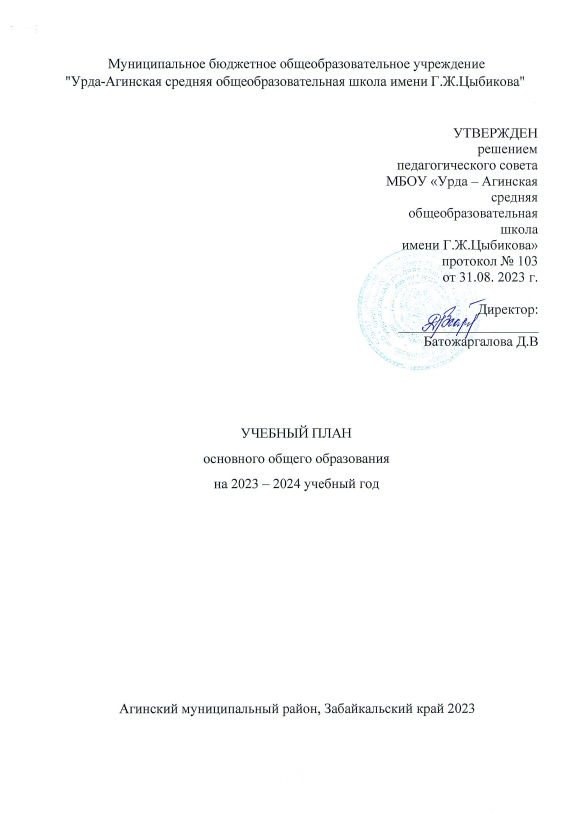 Муниципальное бюджетное общеобразовательное учреждение
"Урда-Агинская средняя общеобразовательная школа имени Г.Ж.Цыбикова"
УТВЕРЖДЕН
решением
педагогического совета
МБОУ «Урда – Агинская
средняя
общеобразовательная
школа
имени Г.Ж.Цыбикова»
протокол № 103
от 31.08. 2023 г.
Директор:
Батожаргалова Д.В
УЧЕБНЫЙ ПЛАН
основного общего образования
на 2023 – 2024 учебный год
Агинский муниципальный район, Забайкальский край 2023